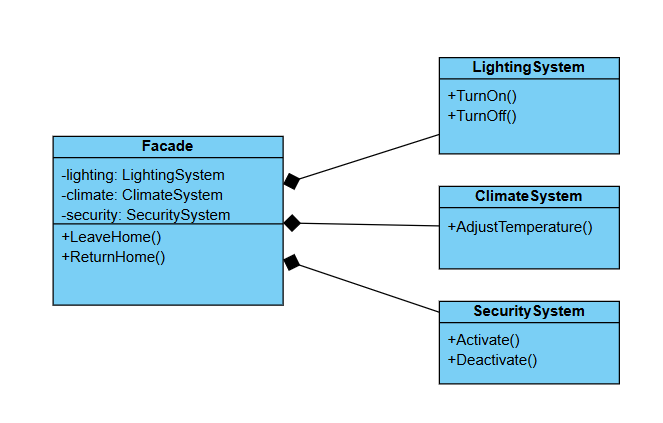 LightingSystem
+TurnOn()
+TurnOff()
Facade
-lighting: LightingSystem
-climate: ClimateSystem
-security: SecuritySystem
+LeaveHome()
+ReturnHome()
ClimateSystem
+AdjustTemperature()
SecuritySystem
+Activate()
+Deactivate()